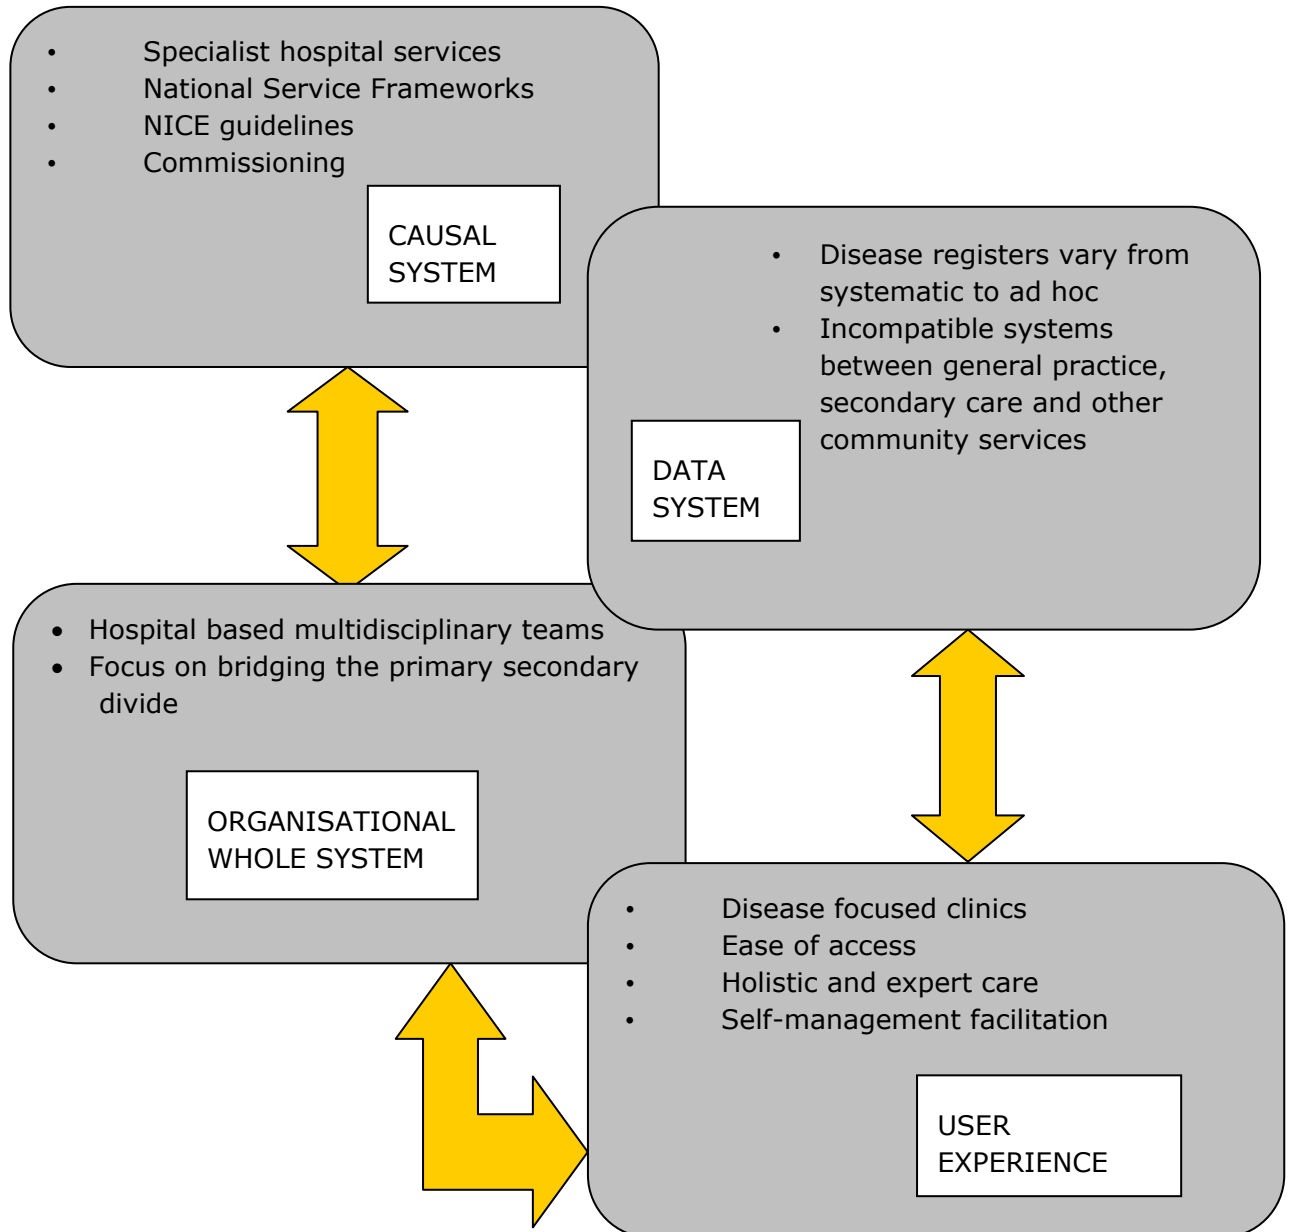 • Specialist hospital services
• National Service Frameworks
• NICE guidelines
• Commissioning
CAUSAL
SYSTEM
• Disease registers vary from
systematic to ad hoc
• Incompatible systems
between general practice,
secondary care and other
community services
DATA
SYSTEM
• Hospital based multidisciplinary teams
• Focus on bridging the primary secondary
divide
ORGANISATIONAL
WHOLE SYSTEM
• Disease focused clinics
• Ease of access
• Holistic and expert care
• Self-management facilitation
USER
EXPERIENCE